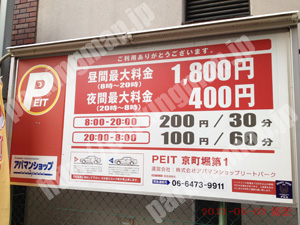 ご利用ありがとうございます。
P
PEIT
昼間最大料金
(8時〜20時)
1,800円
夜間最大料金
(20時〜8時)
400円
8:00-20:00 200円/30分
20:00-8:00 100円/60分
アパマンショップ
PEIT 京町堀第1
運営会社:株式会社アパマンショップリートパーク
06-6473-9911